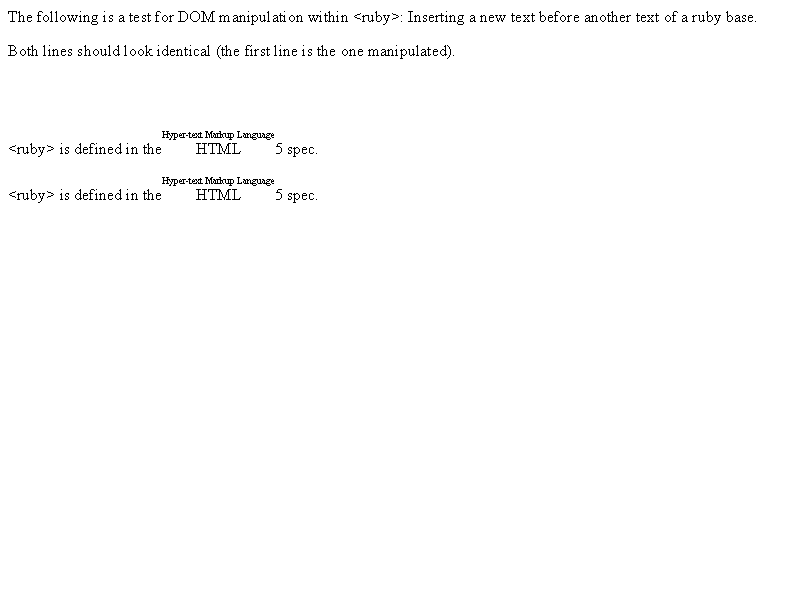 The following is a test for DOM manipulation within <ruby>: Inserting a new text before another text of a ruby base.
Both lines should look identical (the first line is the one manipulated).
Hyper-text Markup Language
<ruby> is defined in the HTML 5 spec.
Hyper-text Markup Language
<ruby> is defined in the HTML 5 spec.